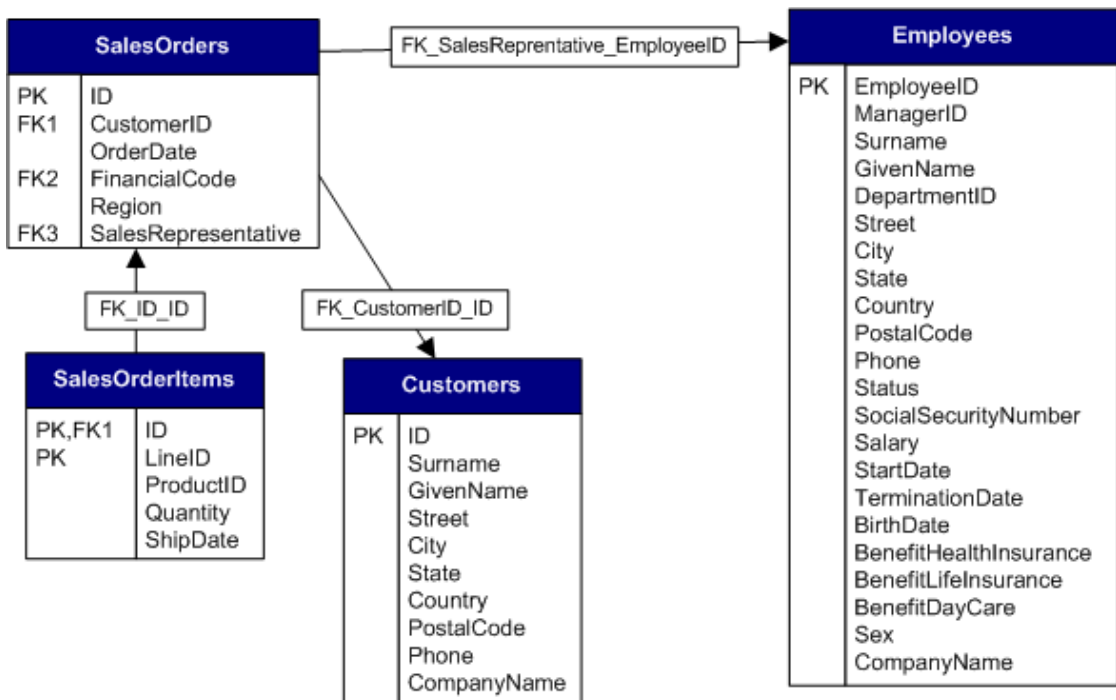 SalesOrders
PK ID
FK1 CustomerID
OrderDate
FK2 FinancialCode
Region
FK3 SalesRepresentative
FK_SalesReprentative_EmployeeID
Employees
PK EmployeeID
ManagerID
Surname
GivenName
DepartmentID
Street
City
State
Country
PostalCode
Phone
Status
SocialSecurityNumber
Salary
StartDate
TerminationDate
BirthDate
BenefitHealthInsurance
BenefitLifeInsurance
BenefitDayCare
Sex
CompanyName
FK_ID_ID
FK_CustomerID_ID
SalesOrderItems
PK,FK1 ID
PK LineID
ProductID
Quantity
ShipDate
Customers
PK ID
Surname
GivenName
Street
City
State
Country
PostalCode
Phone
CompanyName